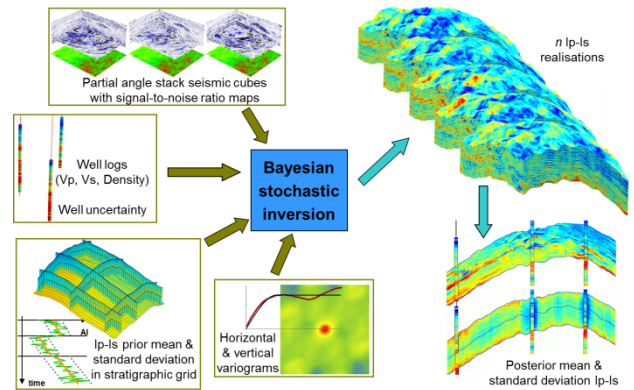 Partial angle stack seismic cubes
with signal-to-noise ratio maps
n Ip-Is
realisations
Well logs
(Vp, Vs, Density)
Well uncertainty
Bayesian
stochastic
inversion
AI
time
Ip-Is prior mean &
standard deviation
in stratigraphic grid
Horizontal
& vertical
variograms
Posterior mean &
standard deviation Ip-Is